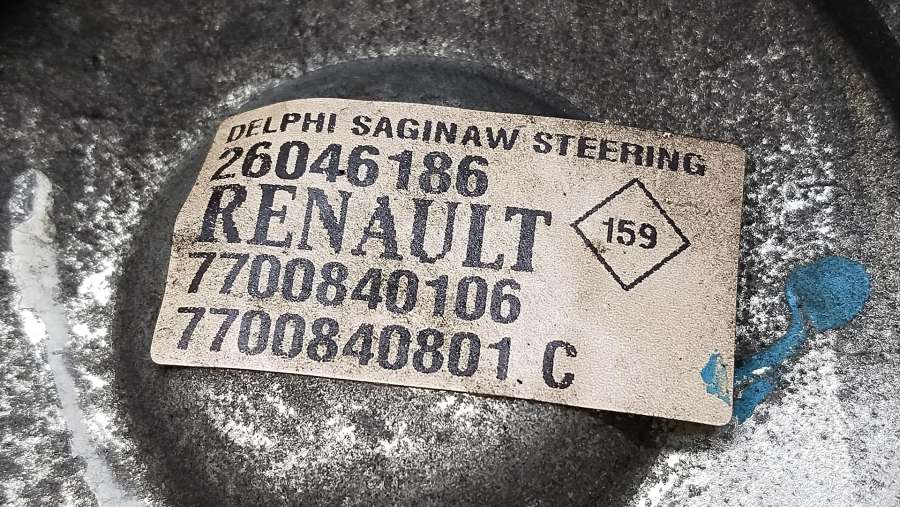 DELPHI SAGINAW STEERING
26046186
RENAULT
159
7700840106
7700840801 C